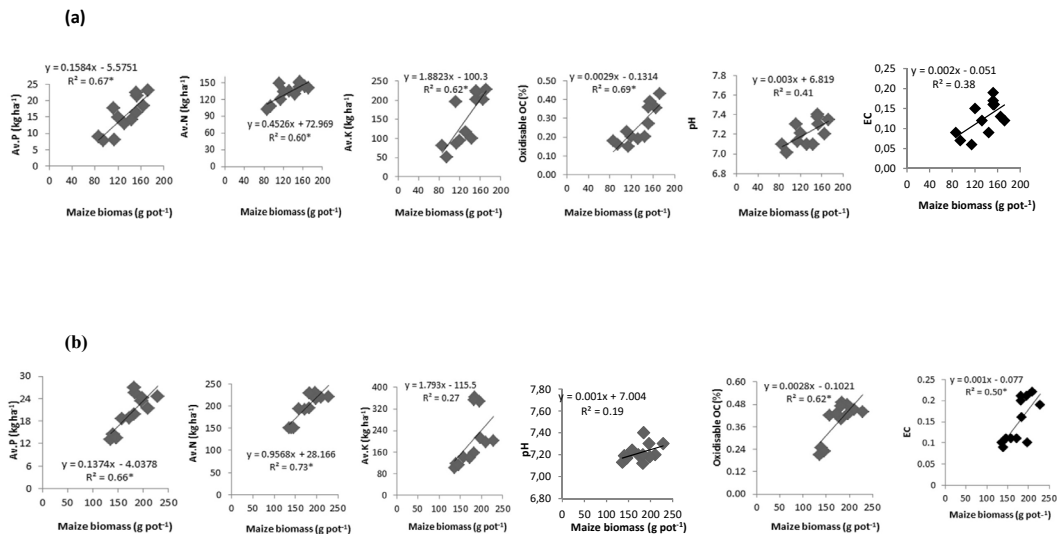 (a)
y = 0.1584x - 5.5751
R² = 0.67*
Av.P (kg ha⁻¹)
25
20
15
10
5
0
0 40 80 120 160 200
Maize biomass (g pot⁻¹)
Av.N (kg ha⁻¹)
150
120
90
60
30
0
y = 0.4526x + 72.969
R² = 0.60*
0 40 80 120 160 200
Maize biomass (g pot⁻¹)
y = 1.8823x - 100.3
R² = 0.62*
Av.K (kg ha⁻¹)
250
200
150
100
50
0
0 40 80 120 160 200
Maize biomass (g pot⁻¹)
y = 0.0029x - 0.1314
R² = 0.69*
Oxidisable OC (%)
0.50
0.40
0.30
0.20
0.10
0.00
0 40 80 120 160 200
Maize biomass (g pot⁻¹)
y = 0.003x + 6.819
R² = 0.41
pH
7.8
7.6
7.4
7.2
7.0
6.8
0 40 80 120 160 200
Maize biomass (g pot⁻¹)
y = 0.002x - 0.051
R² = 0.38
EC
0,25
0,20
0,15
0,10
0,05
0,00
0 40 80 120 160 200
Maize biomass (g pot-¹)
(b)
Av.P (kg ha⁻¹)
30
24
18
12
6
0
y = 0.1374x - 4.0378
R² = 0.66*
0 50 100 150 200 250
Maize biomass (g pot⁻¹)
Av.N (kg ha⁻¹)
250
200
150
100
50
0
y = 0.9568x + 28.166
R² = 0.73*
0 50 100 150 200 250
Maize biomass (g pot⁻¹)
y = 1.793x - 115.5
R² = 0.27
Av.K (kg ha⁻¹)
400
300
200
100
0
0 50 100 150 200 250
Maize biomass (g pot⁻¹)
y = 0.001x + 7.004
R² = 0.19
pH
7,80
7,60
7,40
7,20
7,00
6,80
0 50 100 150 200 250
Maize biomass (g pot⁻¹)
y = 0.0028x - 0.1021
R² = 0.62*
Oxidisable OC (%)
0.60
0.48
0.36
0.24
0.12
0.00
0 50 100 150 200 250
Maize biomass (g pot⁻¹)
y = 0.001x - 0.077
R² = 0.50*
EC
0.25
0.2
0.15
0.1
0.05
0
0 50 100 150 200 250
Maize biomass (g pot⁻¹)